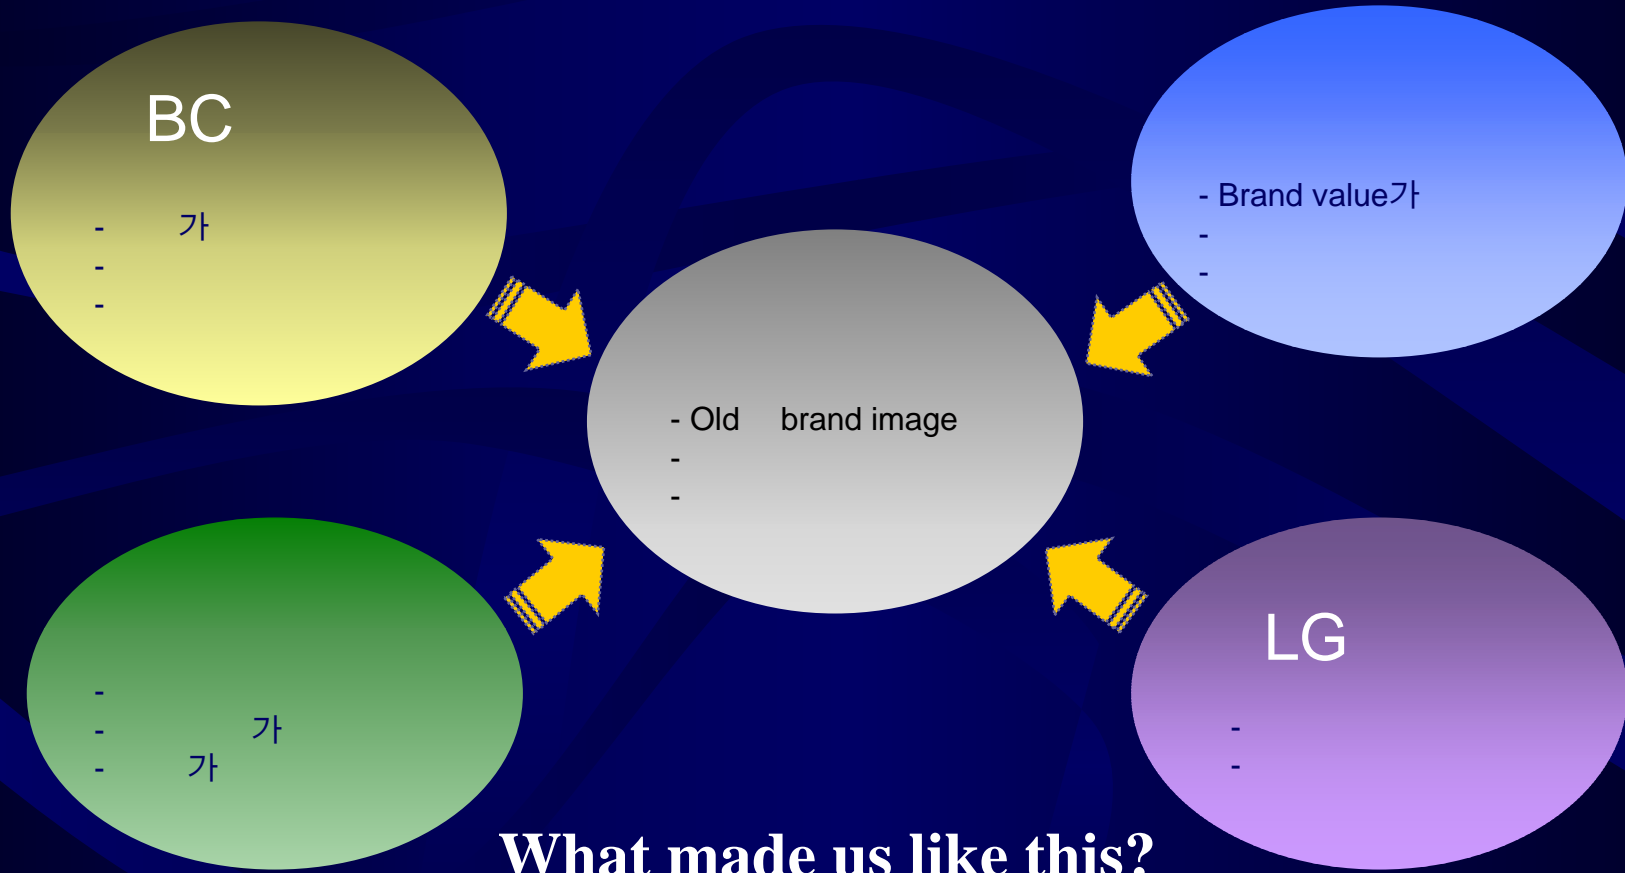 BC
- 가
-
-
- Brand value가
-
-
- Old brand image
-
-
-
- 가
- 가
LG
-
-
What made us like this?